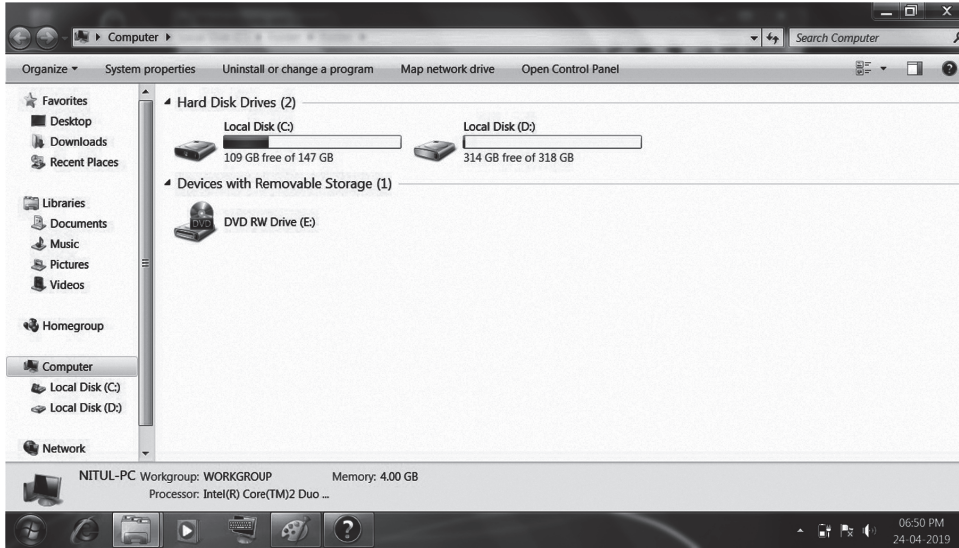 Computer
Search Computer
Organize System properties Uninstall or change a program Map network drive Open Control Panel
Favorites
Desktop
Downloads
Recent Places
Libraries
Documents
Music
Pictures
Videos
Homegroup
Computer
Local Disk (C:)
Local Disk (D:)
Network
Hard Disk Drives (2)
Local Disk (C:)
109 GB free of 147 GB
Local Disk (D:)
314 GB free of 318 GB
Devices with Removable Storage (1)
DVD
DVD RW Drive (E:)
NITUL-PC Workgroup: WORKGROUP Memory: 4.00 GB
Processor: Intel(R) Core(TM)2 Duo ...
06:50 PM
24-04-2019